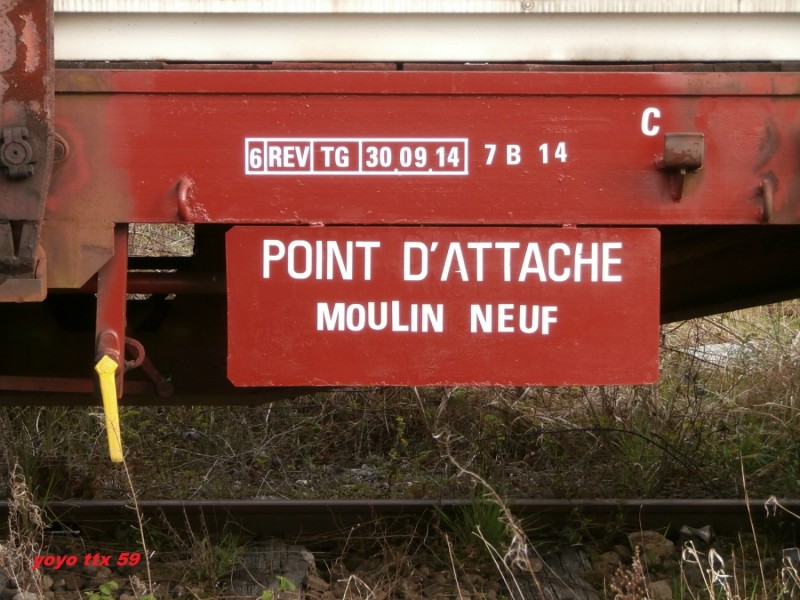 C
6 REV TG 30.09.14 7 B 14
POINT D'ATTACHE
MOULIN NEUF
yoyo ttx 59